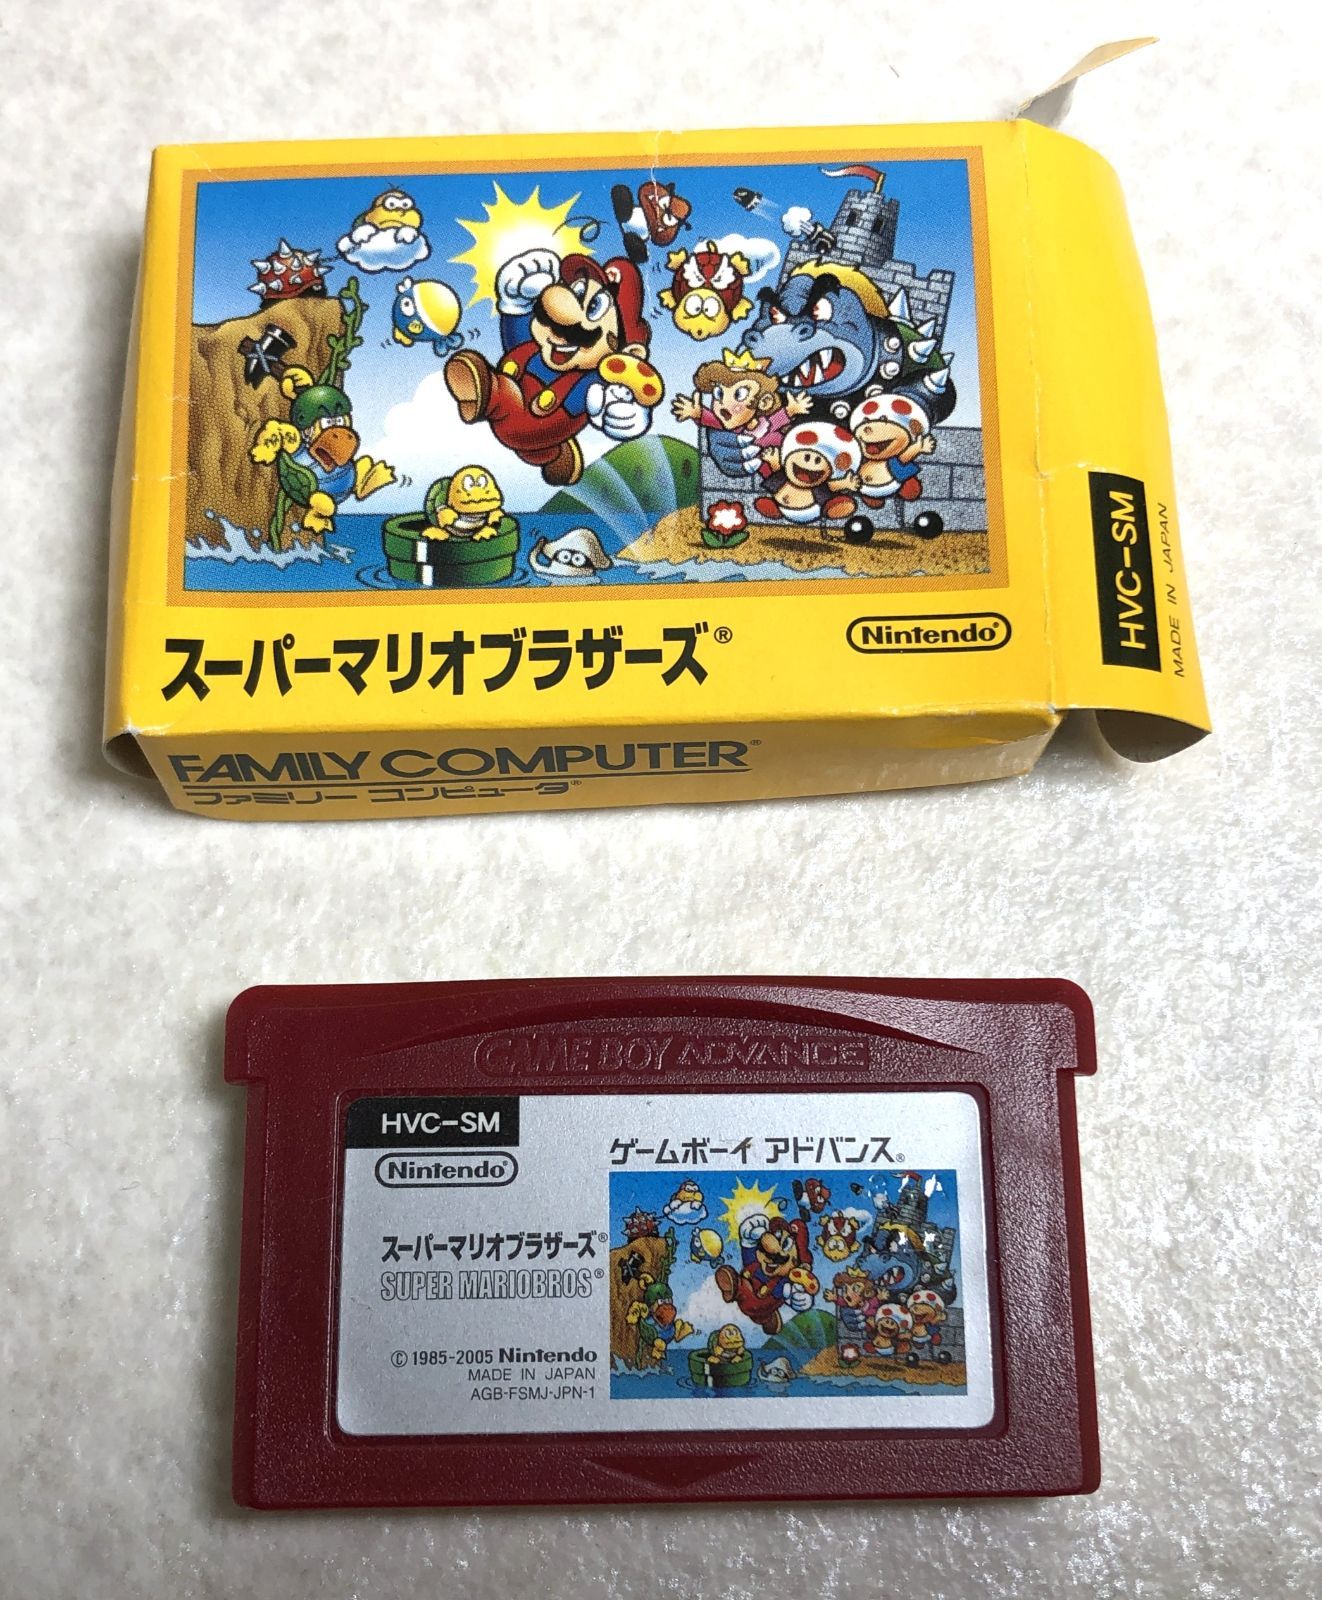 スーパーマリオブラザーズ®
Nintendo®
HVC-SM
MADE IN JAPAN
FAMILY COMPUTER®
ファミリー コンピュータ®
GAME BOY ADVANCE
HVC-SM
Nintendo®
ゲームボーイ アドバンス®
スーパーマリオブラザーズ®
SUPER MARIOBROS®
© 1985-2005 Nintendo
MADE IN JAPAN
AGB-FSMJ-JPN-1